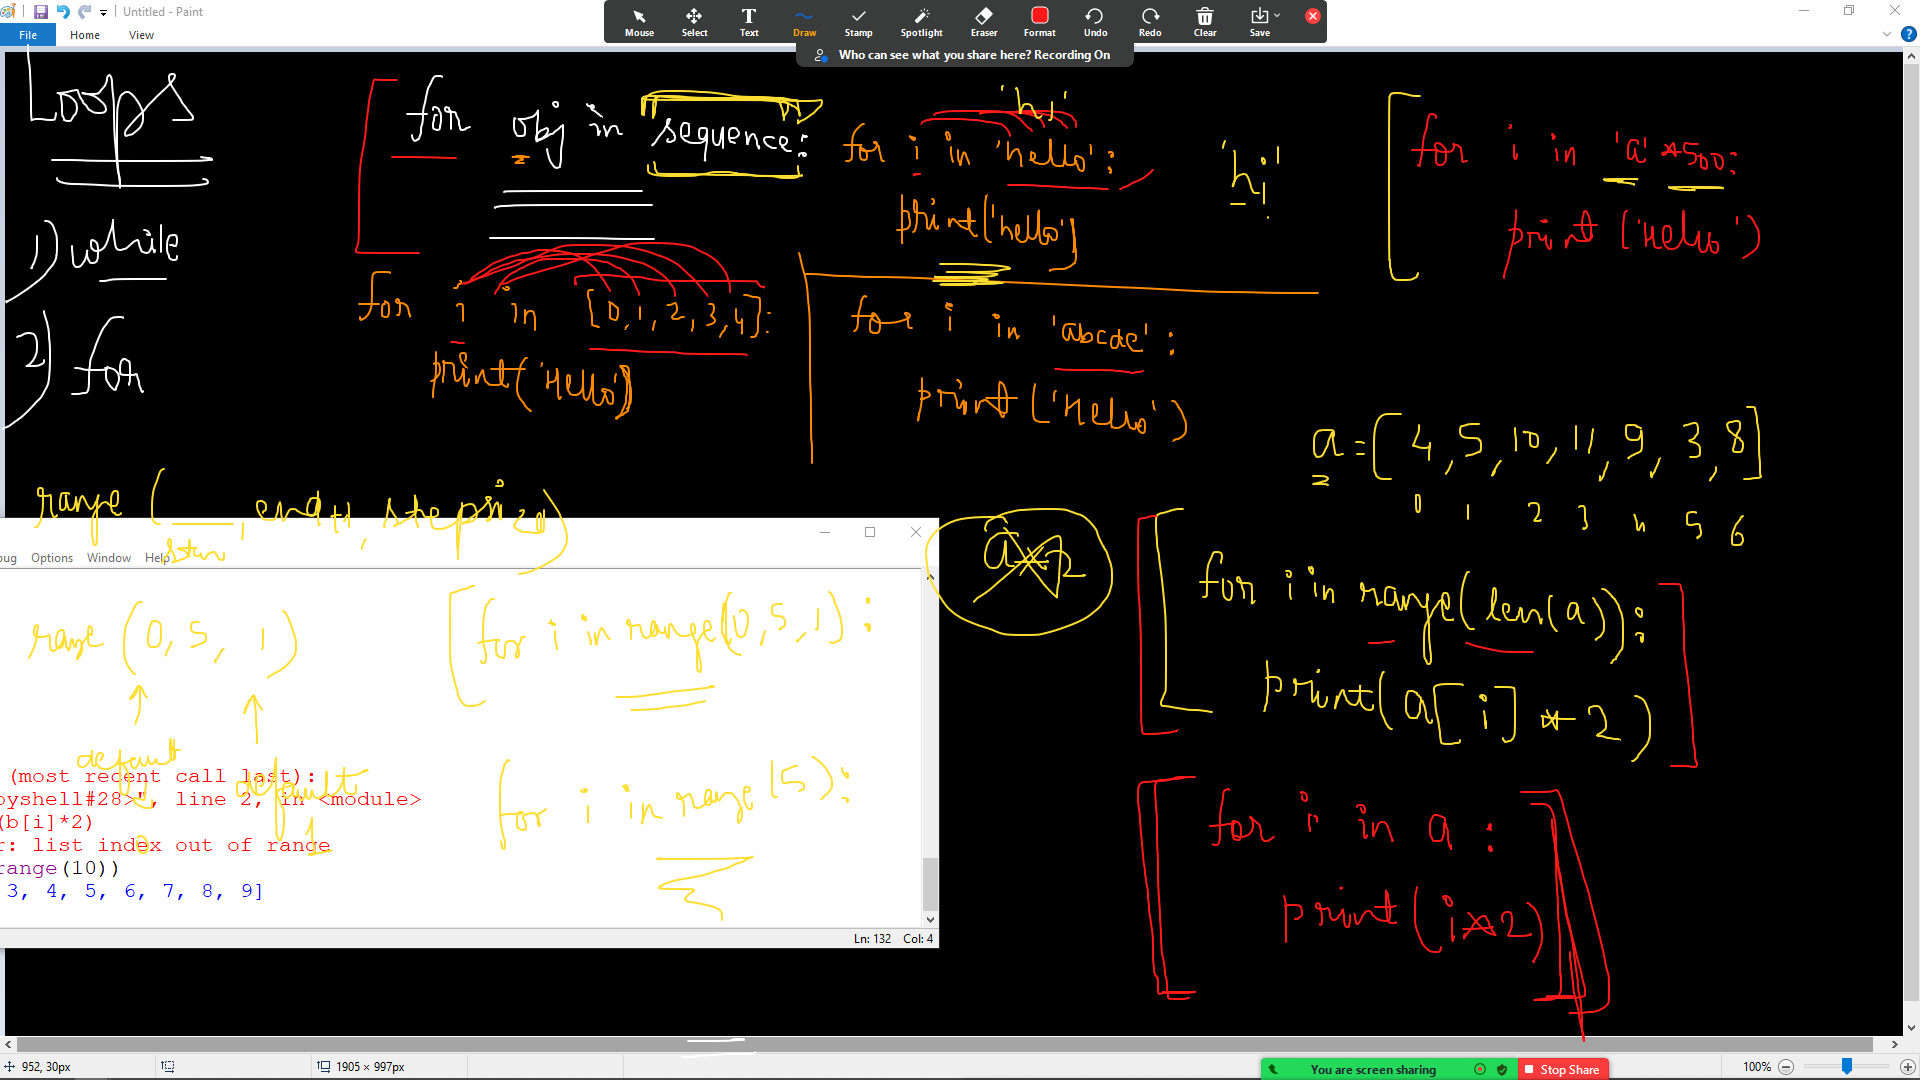 Untitled - Paint
File Home View
Mouse Select Text Draw Stamp Spotlight Eraser Format Undo Redo Clear Save
Who can see what you share here? Recording On
Loops
1) while
2) for
for obj in sequence:
for i in [0,1,2,3,4]:
print('Hello')
'hi'
for i in 'hello':
print('hello')
'hi'
for i in 'abcde':
print('Hello')
for i in 'a' *500:
print ('Hello')
a = [4, 5, 10, 11, 9, 3, 8]
0 1 2 3 4 5 6
range ( , end+1, stepsize)
Options Window Help
range (0, 5, 1)
default 0
default 1
for i in range(0,5,1):
for i in range(5):
(most recent call last):
pyshell#28>", line 2, in <module>
(b[i]*2)
r: list index out of range
range(10))
3, 4, 5, 6, 7, 8, 9]
Ln: 132 Col: 4
a*2
for i in range(len(a)):
print(a[i] * 2)
for i in a :
print(i*2)
952, 30px
1905 × 997px
You are screen sharing
Stop Share
100%